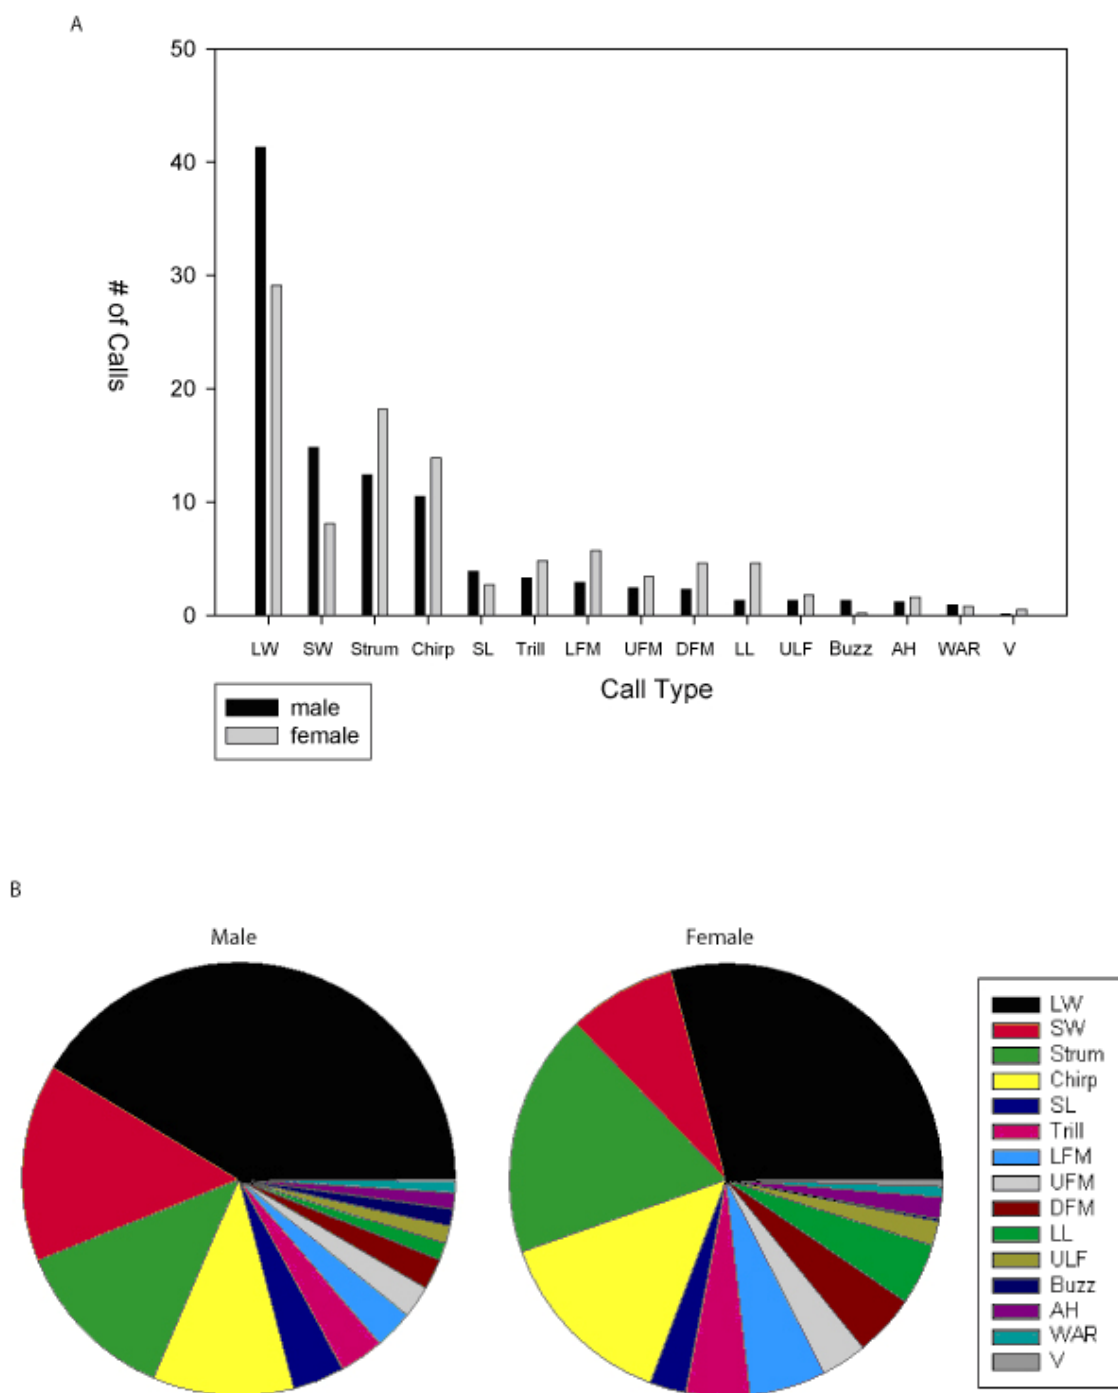 A
50
40
30
20
10
0
# of Calls
LW SW Strum Chirp SL Trill LFM UFM DFM LL ULF Buzz AH WAR V
Call Type
male
female
B
Male
Female
LW
SW
Strum
Chirp
SL
Trill
LFM
UFM
DFM
LL
ULF
Buzz
AH
WAR
V